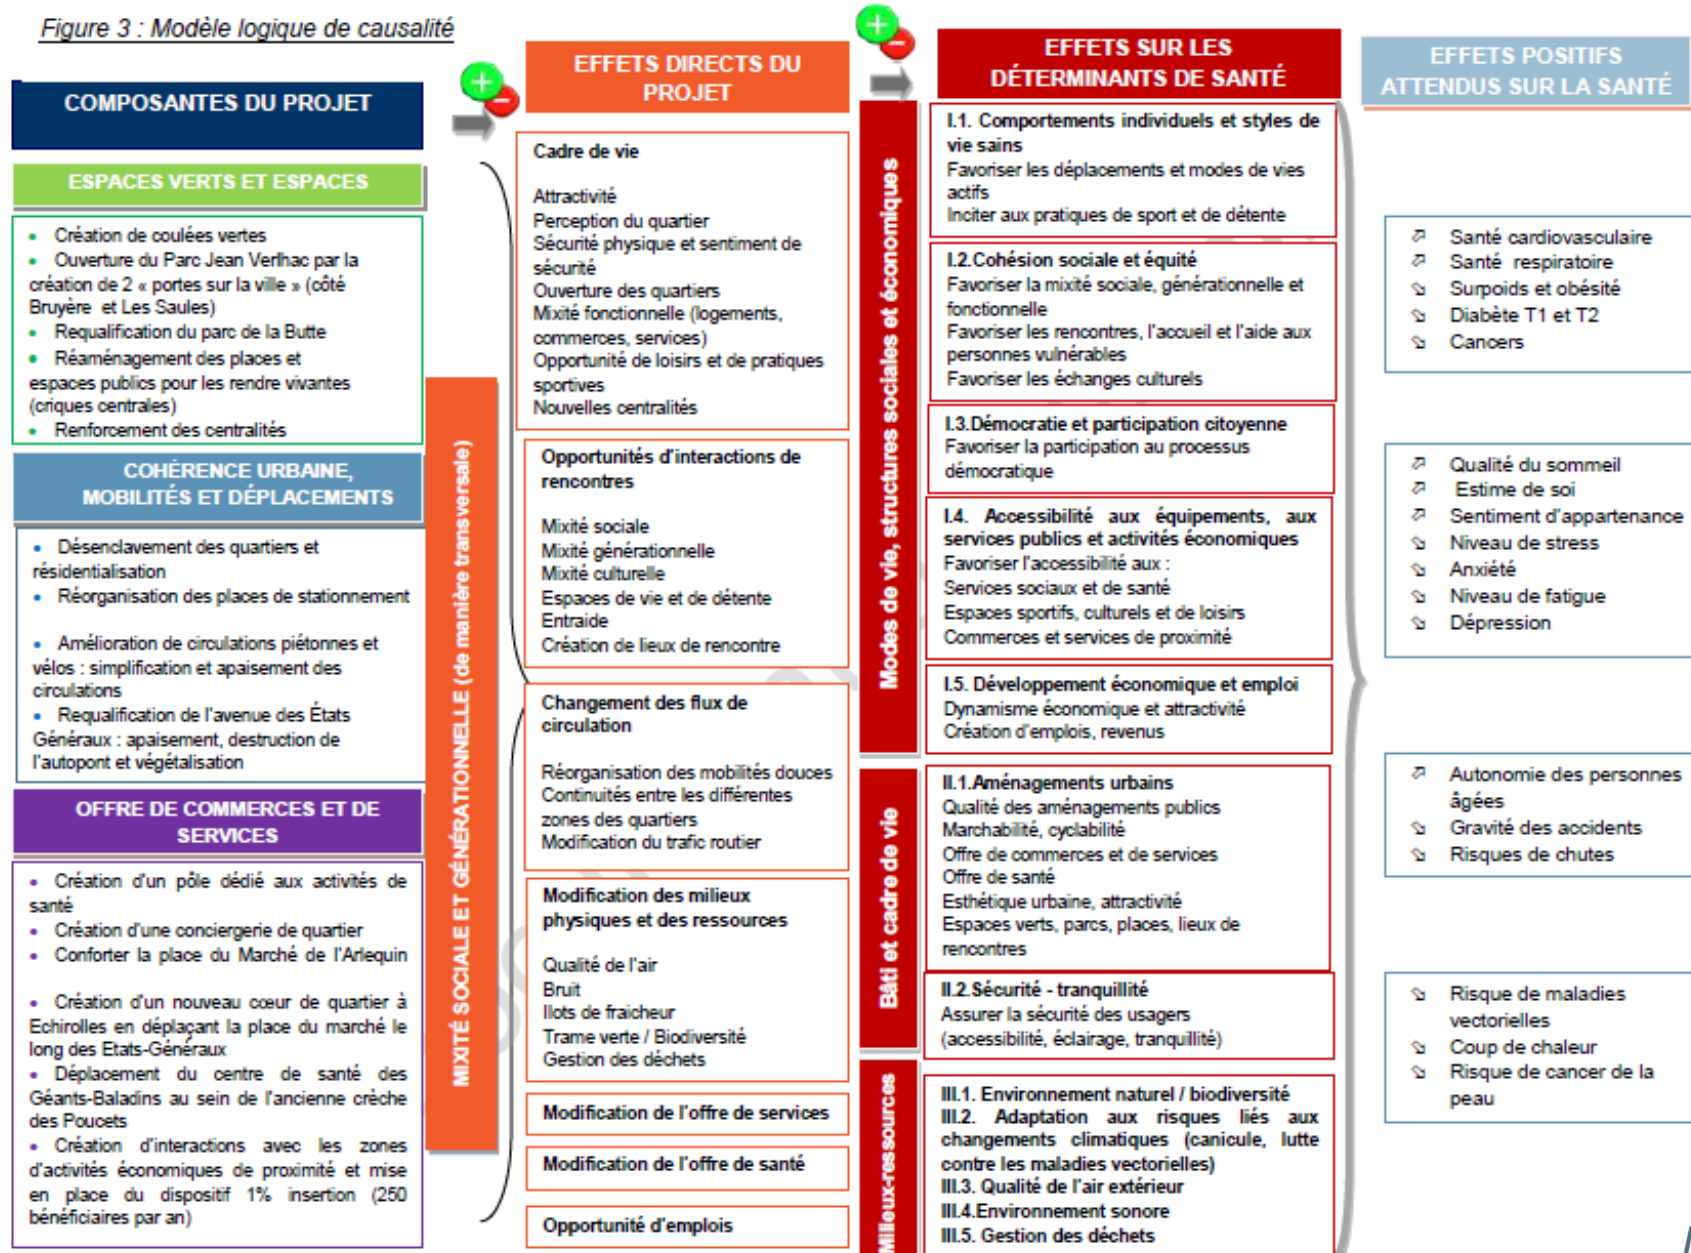 Figure 3 : Modèle logique de causalité
COMPOSANTES DU PROJET
ESPACES VERTS ET ESPACES
• Création de coulées vertes
• Ouverture du Parc Jean Verlhac par la
création de 2 « portes sur la ville » (côté
Bruyère et Les Saules)
• Requalification du parc de la Butte
• Réaménagement des places et
espaces publics pour les rendre vivantes
(criques centrales)
• Renforcement des centralités
COHÉRENCE URBAINE,
MOBILITÉS ET DÉPLACEMENTS
• Désenclavement des quartiers et
résidentialisation
• Réorganisation des places de stationnement
• Amélioration de circulations piétonnes et
vélos : simplification et apaisement des
circulations
• Requalification de l'avenue des États
Généraux : apaisement, destruction de
l'autopont et végétalisation
OFFRE DE COMMERCES ET DE
SERVICES
• Création d'un pôle dédié aux activités de
santé
• Création d'une conciergerie de quartier
• Conforter la place du Marché de l'Arlequin
• Création d'un nouveau cœur de quartier à
Echirolles en déplaçant la place du marché le
long des Etats-Généraux
• Déplacement du centre de santé des
Géants-Baladins au sein de l'ancienne crèche
des Poucets
• Création d'interactions avec les zones
d'activités économiques de proximité et mise
en place du dispositif 1% insertion (250
bénéficiaires par an)
MIXITÉ SOCIALE ET GÉNÉRATIONNELLE (de manière transversale)
EFFETS DIRECTS DU
PROJET
Cadre de vie
Attractivité
Perception du quartier
Sécurité physique et sentiment de
sécurité
Ouverture des quartiers
Mixité fonctionnelle (logements,
commerces, services)
Opportunité de loisirs et de pratiques
sportives
Nouvelles centralités
Opportunités d'interactions de
rencontres
Mixité sociale
Mixité générationnelle
Mixité culturelle
Espaces de vie et de détente
Entraide
Création de lieux de rencontre
Changement des flux de
circulation
Réorganisation des mobilités douces
Continuités entre les différentes
zones des quartiers
Modification du trafic routier
Modification des milieux
physiques et des ressources
Qualité de l'air
Bruit
Ilots de fraicheur
Trame verte / Biodiversité
Gestion des déchets
Modification de l'offre de services
Modification de l'offre de santé
Opportunité d'emplois
EFFETS SUR LES
DÉTERMINANTS DE SANTÉ
Modes de vie, structures sociales et économiques
I.1. Comportements individuels et styles de
vie sains
Favoriser les déplacements et modes de vies
actifs
Inciter aux pratiques de sport et de détente
I.2.Cohésion sociale et équité
Favoriser la mixité sociale, générationnelle et
fonctionnelle
Favoriser les rencontres, l'accueil et l'aide aux
personnes vulnérables
Favoriser les échanges culturels
I.3.Démocratie et participation citoyenne
Favoriser la participation au processus
démocratique
I.4. Accessibilité aux équipements, aux
services publics et activités économiques
Favoriser l'accessibilité aux :
Services sociaux et de santé
Espaces sportifs, culturels et de loisirs
Commerces et services de proximité
I.5. Développement économique et emploi
Dynamisme économique et attractivité
Création d'emplois, revenus
Bâti et cadre de vie
II.1.Aménagements urbains
Qualité des aménagements publics
Marchabilité, cyclabilité
Offre de commerces et de services
Offre de santé
Esthétique urbaine, attractivité
Espaces verts, parcs, places, lieux de
rencontres
II.2.Sécurité - tranquillité
Assurer la sécurité des usagers
(accessibilité, éclairage, tranquillité)
Milieux-ressources
III.1. Environnement naturel / biodiversité
III.2. Adaptation aux risques liés aux
changements climatiques (canicule, lutte
contre les maladies vectorielles)
III.3. Qualité de l'air extérieur
III.4.Environnement sonore
III.5. Gestion des déchets
EFFETS POSITIFS
ATTENDUS SUR LA SANTÉ
Santé cardiovasculaire
Santé respiratoire
Surpoids et obésité
Diabète T1 et T2
Cancers
Qualité du sommeil
Estime de soi
Sentiment d'appartenance
Niveau de stress
Anxiété
Niveau de fatigue
Dépression
Autonomie des personnes
âgées
Gravité des accidents
Risques de chutes
Risque de maladies
vectorielles
Coup de chaleur
Risque de cancer de la
peau